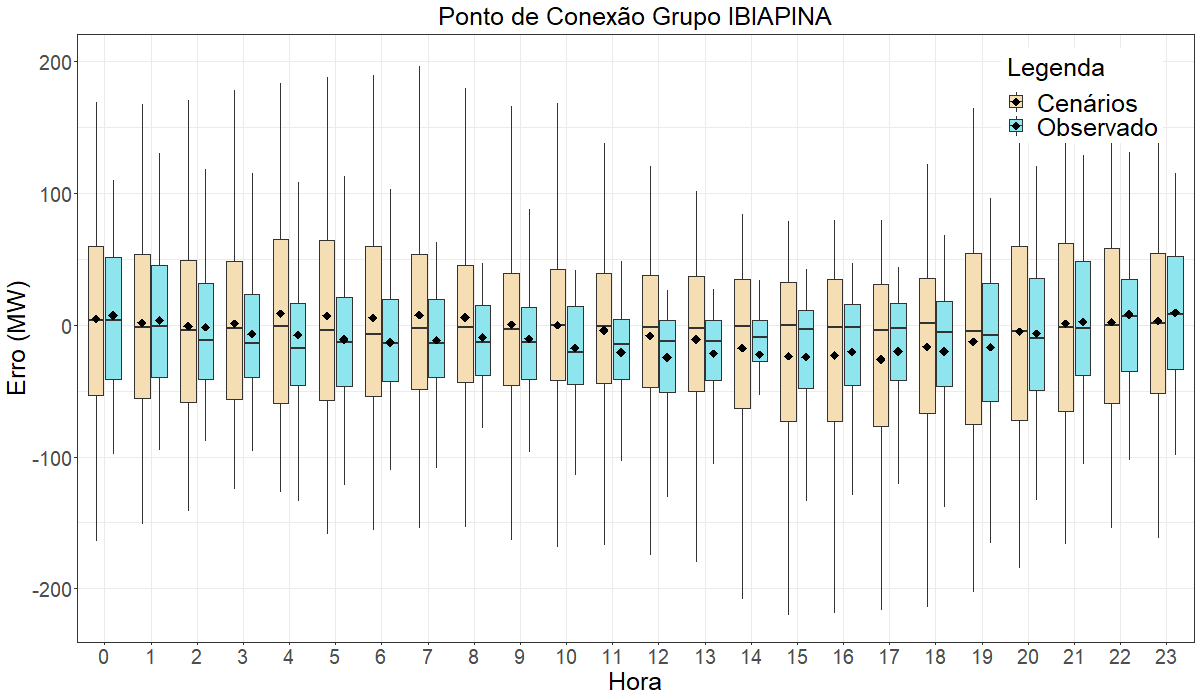 Ponto de Conexão Grupo IBIAPINA
Legenda
Cenários
Observado
Erro (MW)
200
100
0
-100
-200
0 1 2 3 4 5 6 7 8 9 10 11 12 13 14 15 16 17 18 19 20 21 22 23
Hora